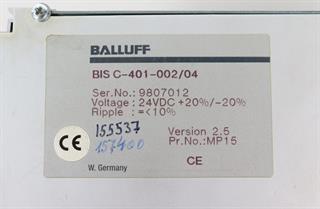 BALLUFF
BIS C-401-002/04
Ser.No.: 9807012
Voltage : 24VDC +20%/-20%
Ripple : =<10%
CE
155537
157400
Version 2.5
Pr.No.:MP15
W. Germany
CE